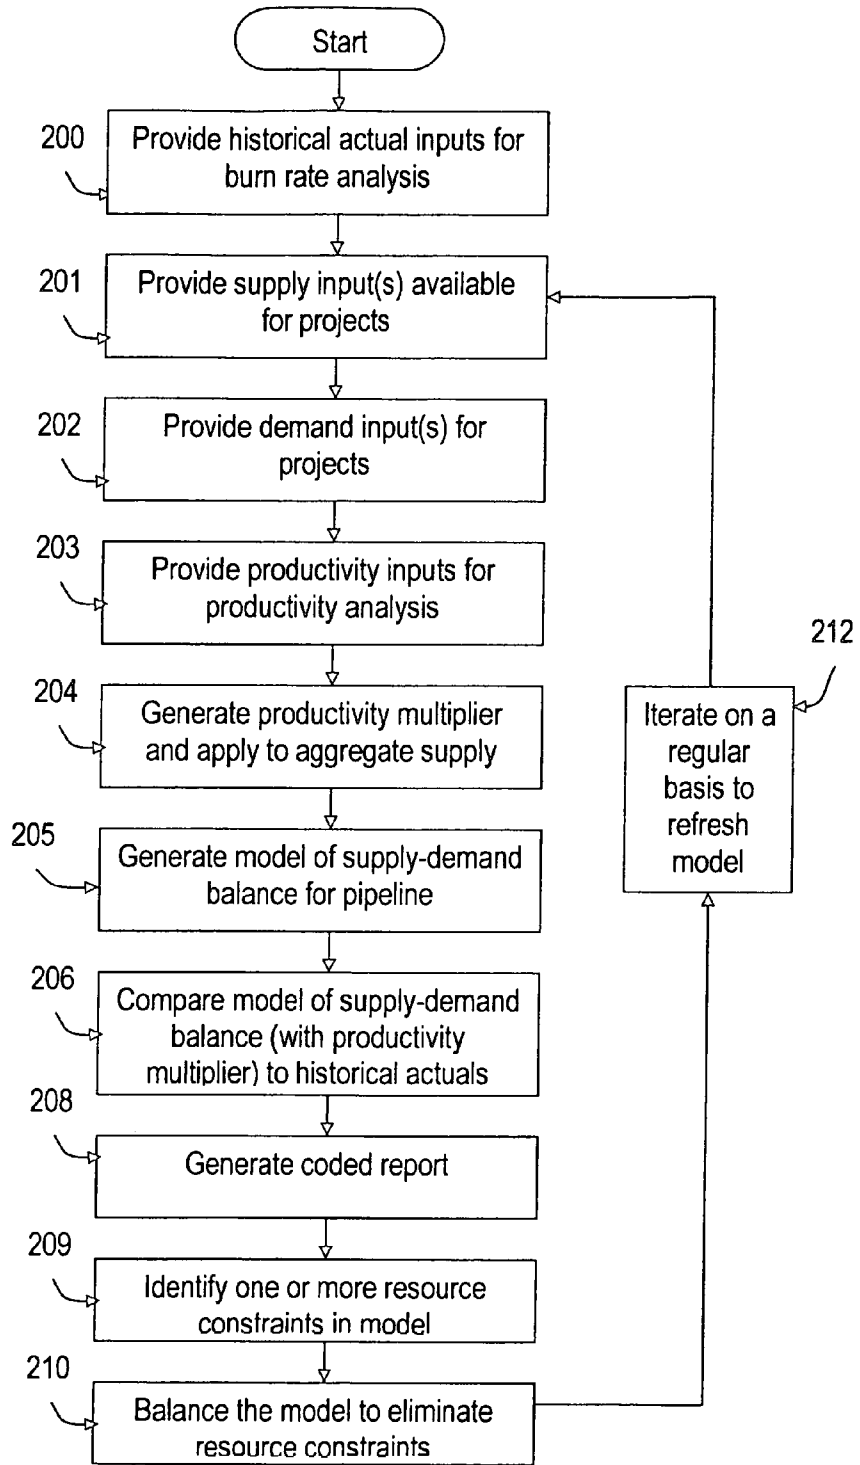 Start
200
Provide historical actual inputs for
burn rate analysis
201
Provide supply input(s) available
for projects
202
Provide demand input(s) for
projects
203
Provide productivity inputs for
productivity analysis
204
Generate productivity multiplier
and apply to aggregate supply
212
Iterate on a
regular
basis to
refresh
model
205
Generate model of supply-demand
balance for pipeline
206
Compare model of supply-demand
balance (with productivity
multiplier) to historical actuals
208
Generate coded report
209
Identify one or more resource
constraints in model
210
Balance the model to eliminate
resource constraints